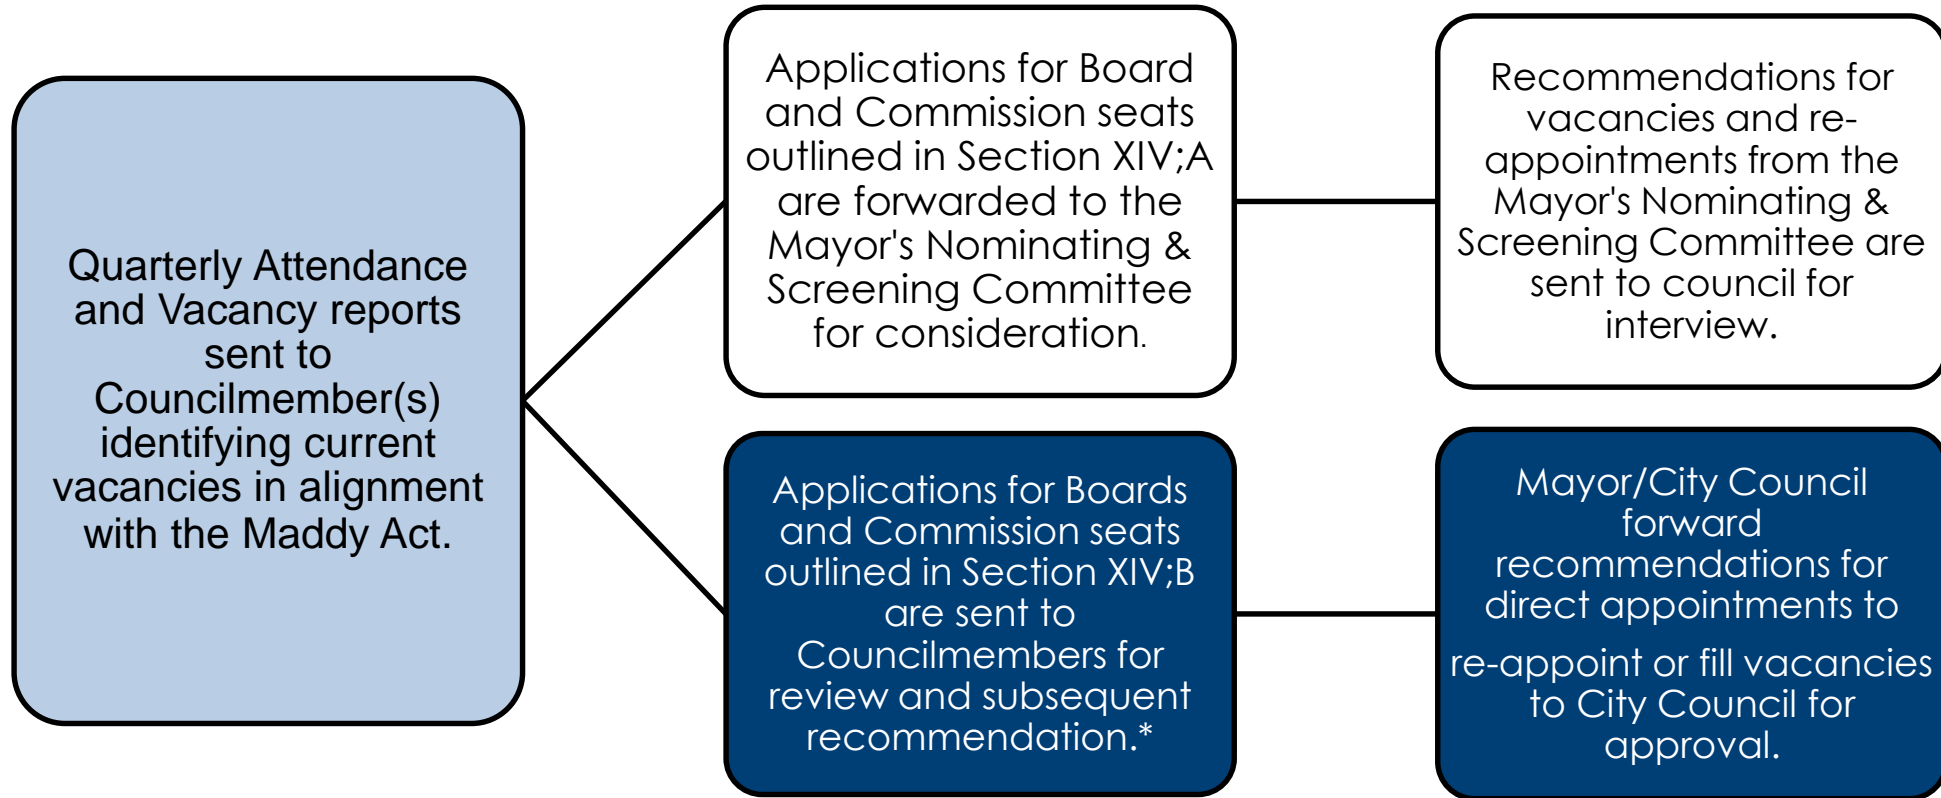 Quarterly Attendance
and Vacancy reports
sent to
Councilmember(s)
identifying current
vacancies in alignment
with the Maddy Act.
Applications for Board
and Commission seats
outlined in Section XIV;A
are forwarded to the
Mayor's Nominating &
Screening Committee
for consideration.
Recommendations for
vacancies and re-
appointments from the
Mayor's Nominating &
Screening Committee are
sent to council for
interview.
Applications for Boards
and Commission seats
outlined in Section XIV;B
are sent to
Councilmembers for
review and subsequent
recommendation.*
Mayor/City Council
forward
recommendations for
direct appointments to
re-appoint or fill vacancies
to City Council for
approval.